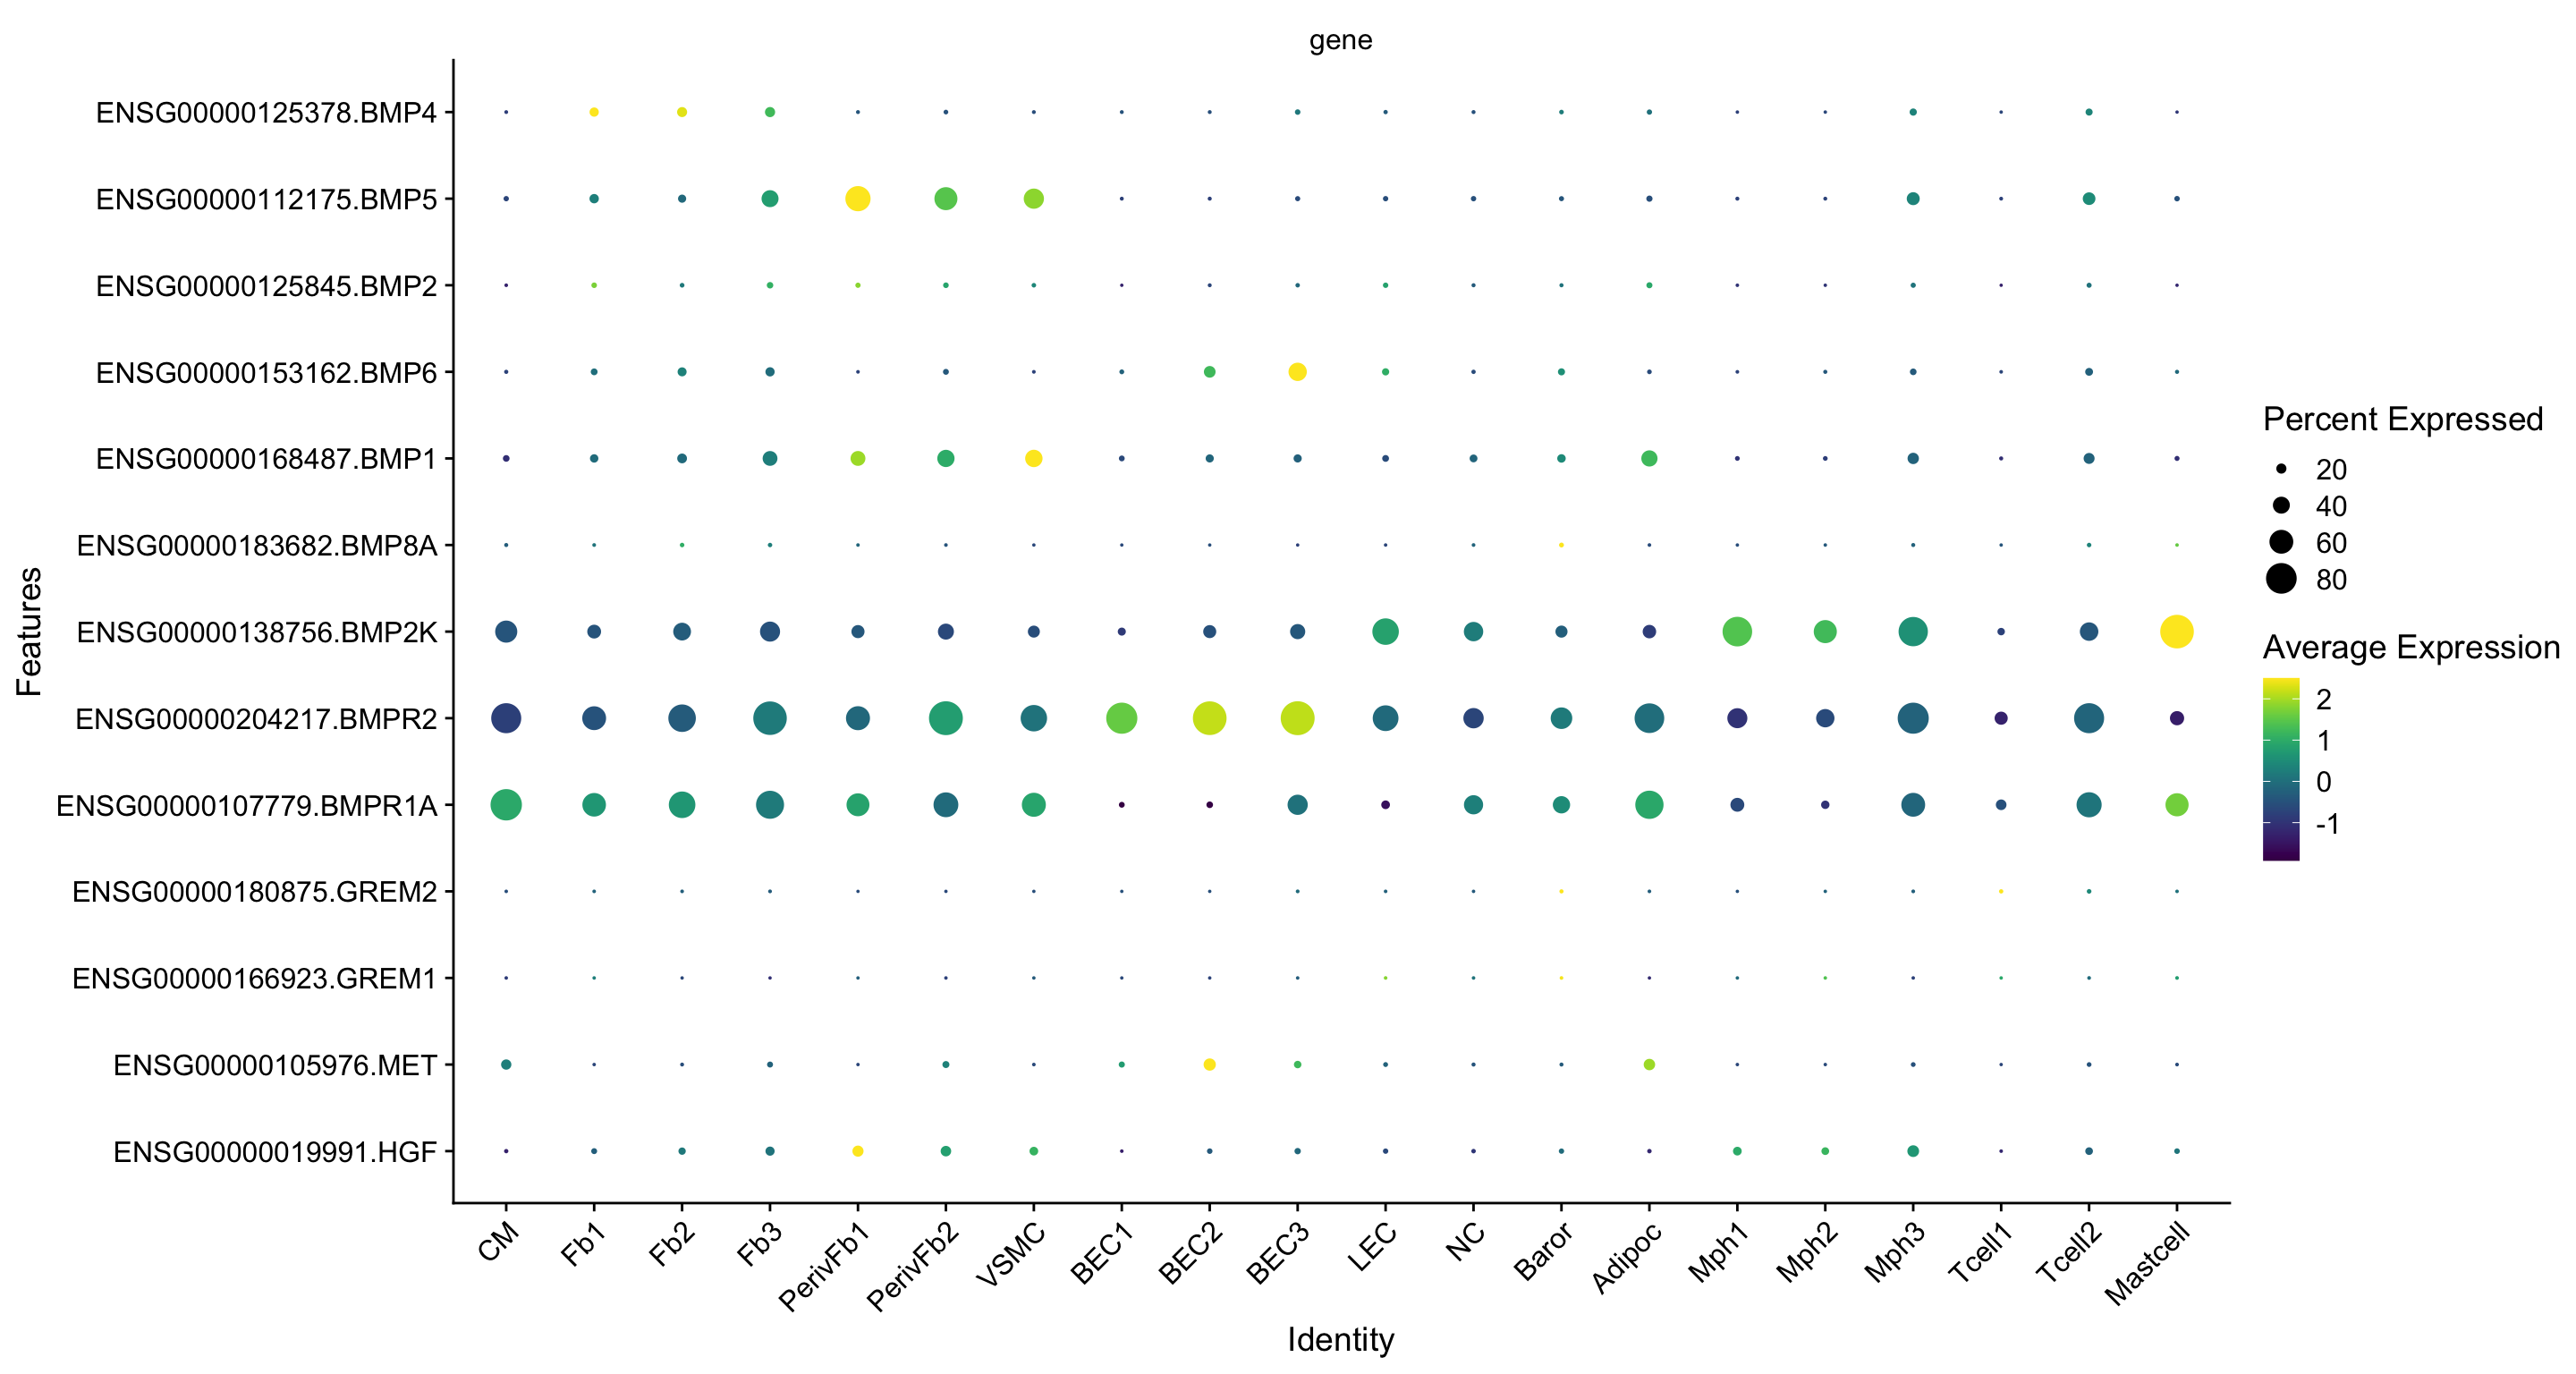 gene
ENSG00000125378.BMP4
ENSG00000112175.BMP5
ENSG00000125845.BMP2
ENSG00000153162.BMP6
ENSG00000168487.BMP1
ENSG00000183682.BMP8A
ENSG00000138756.BMP2K
ENSG00000204217.BMPR2
ENSG00000107779.BMPR1A
ENSG00000180875.GREM2
ENSG00000166923.GREM1
ENSG00000105976.MET
ENSG00000019991.HGF
Features
CM
Fb1
Fb2
Fb3
PerivFb1
PerivFb2
VSMC
BEC1
BEC2
BEC3
LEC
NC
Baror
Adipoc
Mph1
Mph2
Mph3
Tcell1
Tcell2
Mastcell
Identity
Percent Expressed
20
40
60
80
Average Expression
2
1
0
-1